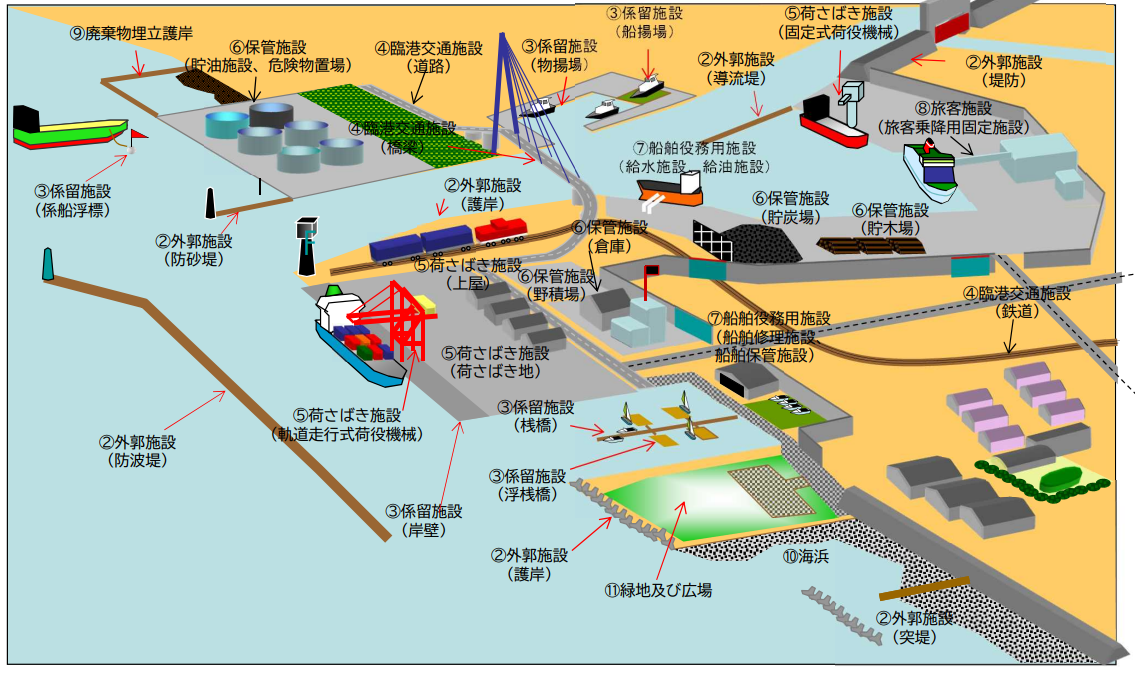 ⑨廃棄物埋立護岸
⑥保管施設
（貯油施設、危険物置場）
④臨港交通施設
（道路）
③係留施設
（物揚場）
③係留施設
（船揚場）
⑤荷さばき施設
（固定式荷役機械）
②外郭施設
（導流堤）
②外郭施設
（堤防）
⑧旅客施設
（旅客乗降用固定施設）
④臨港交通施設
（橋梁）
⑦船舶役務用施設
（給水施設、給油施設）
③係留施設
（係船浮標）
②外郭施設
（護岸）
⑥保管施設
（貯炭場）
⑥保管施設
（貯木場）
②外郭施設
（防砂堤）
⑥保管施設
（倉庫）
⑤荷さばき施設
（上屋）
⑥保管施設
（野積場）
④臨港交通施設
（鉄道）
⑦船舶役務用施設
（船舶修理施設、
船舶保管施設）
⑤荷さばき施設
（荷さばき地）
⑤荷さばき施設
（軌道走行式荷役機械）
③係留施設
（桟橋）
②外郭施設
（防波堤）
③係留施設
（浮桟橋）
③係留施設
（岸壁）
②外郭施設
（護岸）
⑩海浜
⑪緑地及び広場
②外郭施設
（突堤）